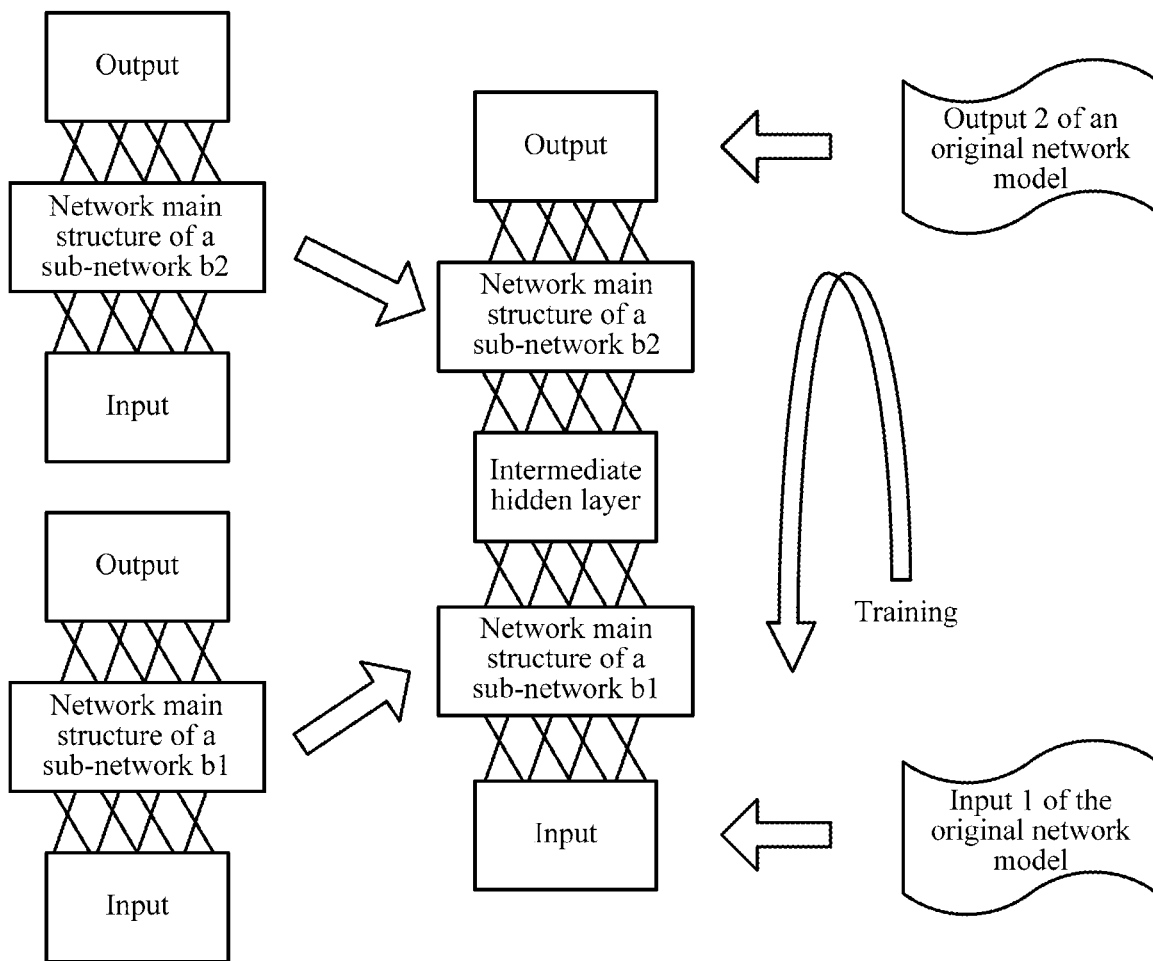 Output
Network main
structure of a
sub-network b2
Input
Output
Network main
structure of a
sub-network b1
Input
Output
Network main
structure of a
sub-network b2
Intermediate
hidden layer
Network main
structure of a
sub-network b1
Input
Output 2 of an
original network
model
Training
Input 1 of the
original network
model